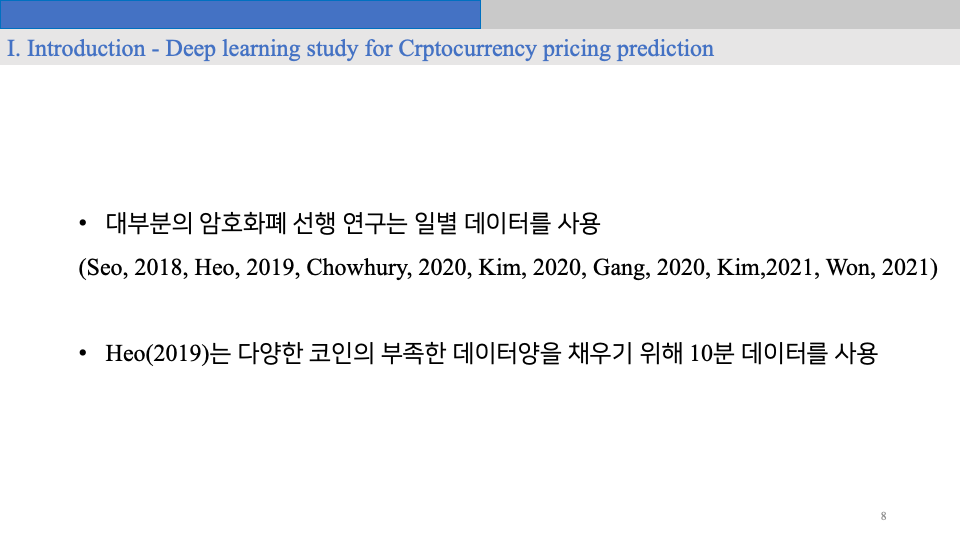 I. Introduction - Deep learning study for Crptocurrency pricing prediction
• 대부분의 암호화폐 선행 연구는 일별 데이터를 사용
(Seo, 2018, Heo, 2019, Chowhury, 2020, Kim, 2020, Gang, 2020, Kim,2021, Won, 2021)
• Heo(2019)는 다양한 코인의 부족한 데이터양을 채우기 위해 10분 데이터를 사용
8